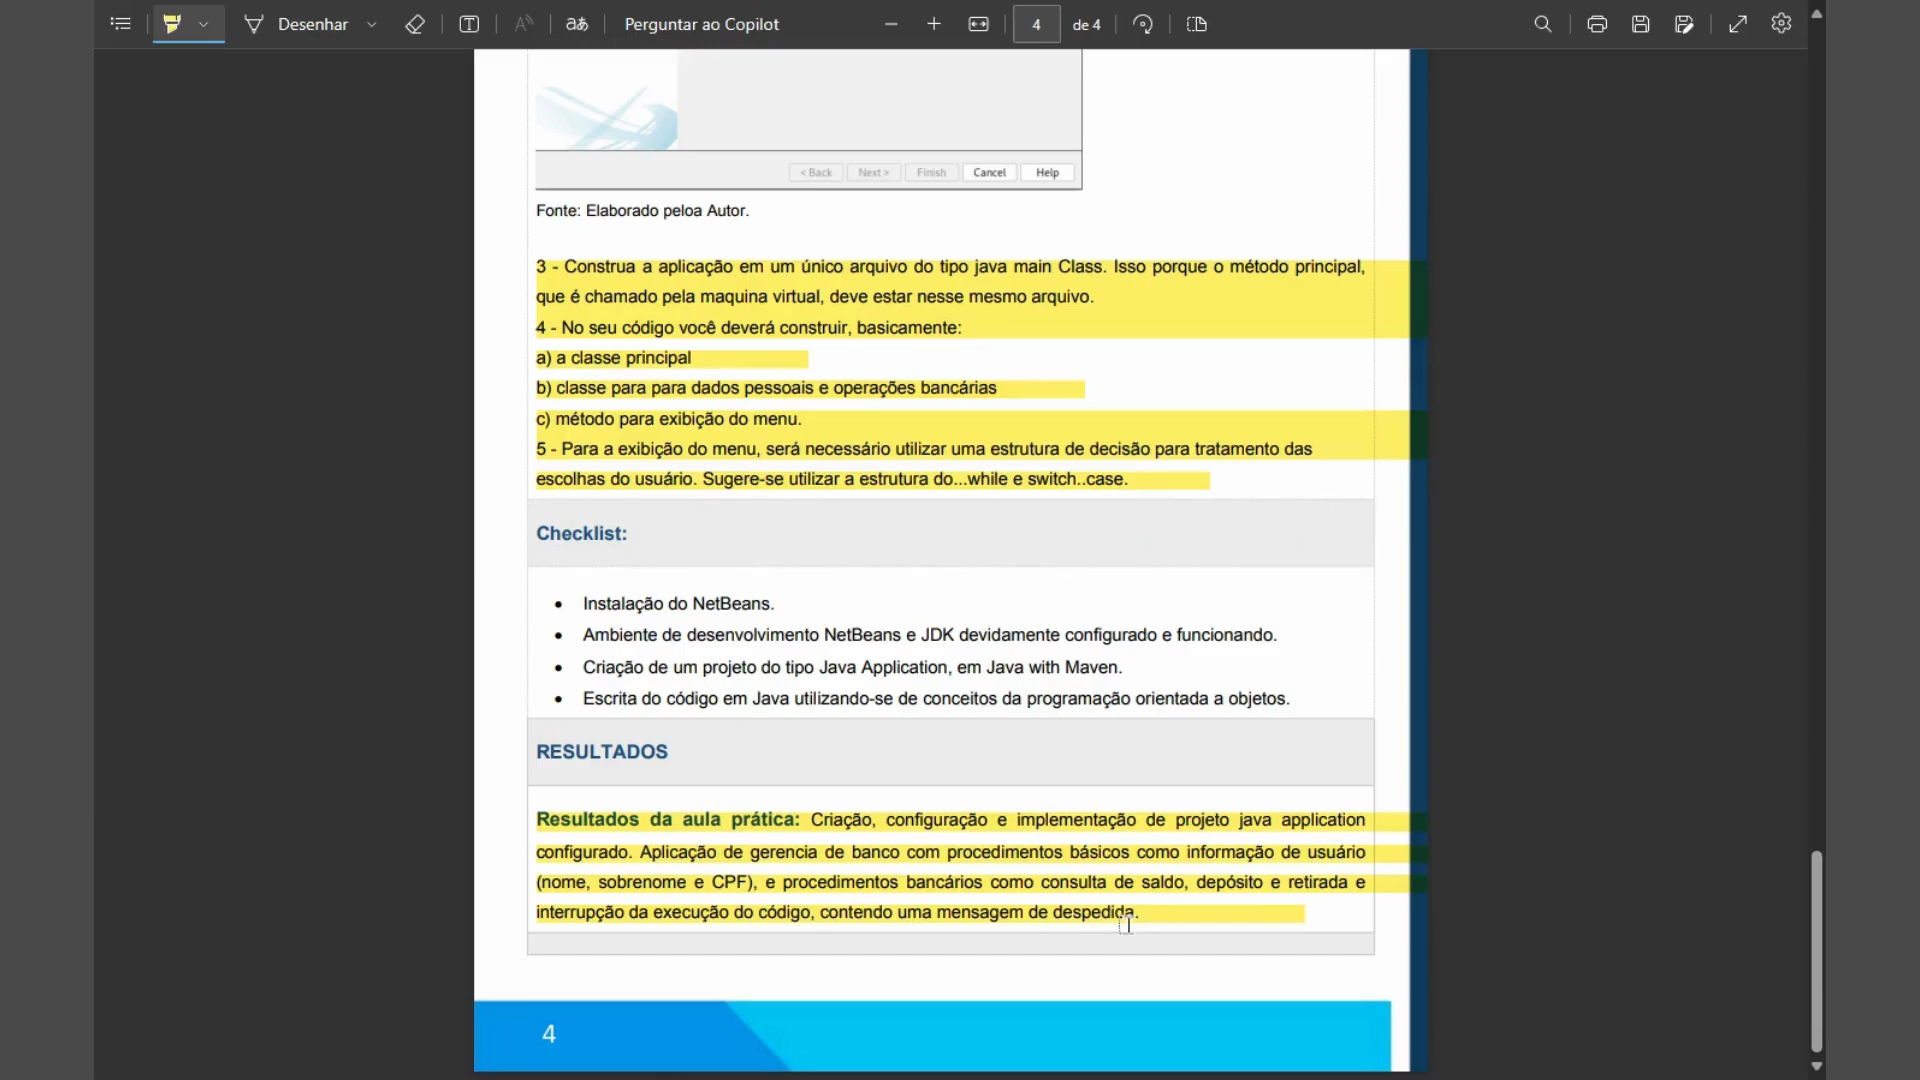 Desenhar
aあ
Perguntar ao Copilot
4
de 4
< Back
Next >
Finish
Cancel
Help
Fonte: Elaborado peloa Autor.
3 - Construa a aplicação em um único arquivo do tipo java main Class. Isso porque o método principal,
que é chamado pela maquina virtual, deve estar nesse mesmo arquivo.
4 - No seu código você deverá construir, basicamente:
a) a classe principal
b) classe para para dados pessoais e operações bancárias
c) método para exibição do menu.
5 - Para a exibição do menu, será necessário utilizar uma estrutura de decisão para tratamento das
escolhas do usuário. Sugere-se utilizar a estrutura do...while e switch..case.
Checklist:
• Instalação do NetBeans.
• Ambiente de desenvolvimento NetBeans e JDK devidamente configurado e funcionando.
• Criação de um projeto do tipo Java Application, em Java with Maven.
• Escrita do código em Java utilizando-se de conceitos da programação orientada a objetos.
RESULTADOS
Resultados da aula prática: Criação, configuração e implementação de projeto java application
configurado. Aplicação de gerencia de banco com procedimentos básicos como informação de usuário
(nome, sobrenome e CPF), e procedimentos bancários como consulta de saldo, depósito e retirada e
interrupção da execução do código, contendo uma mensagem de despedida.
4